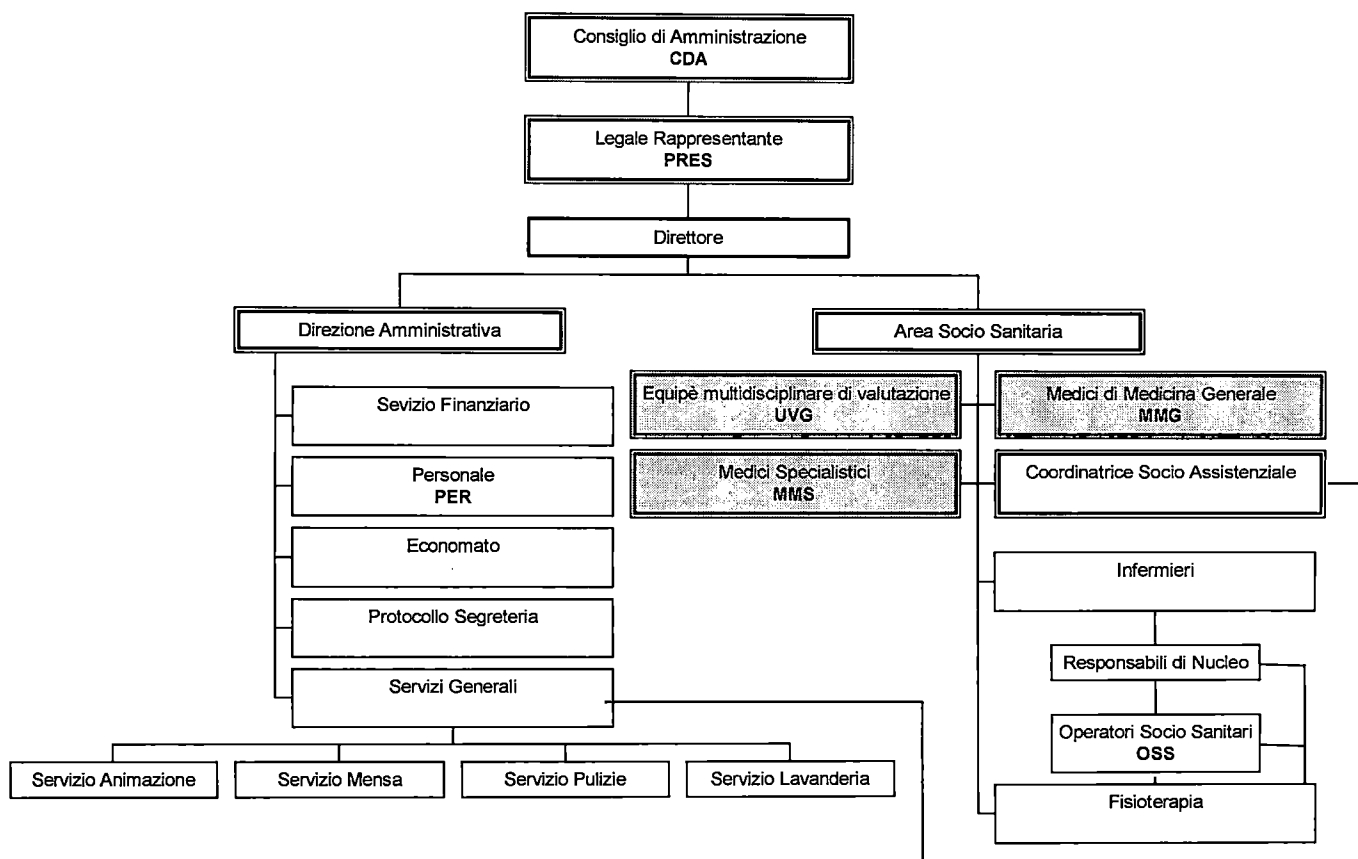 Consiglio di Amministrazione
CDA
Legale Rappresentante
PRES
Direttore
Direzione Amministrativa
Area Socio Sanitaria
Sevizio Finanziario
Personale
PER
Economato
Protocollo Segreteria
Servizi Generali
Servizio Animazione
Servizio Mensa
Servizio Pulizie
Servizio Lavanderia
Equipè multidisciplinare di valutazione
UVG
Medici di Medicina Generale
MMG
Medici Specialistici
MMS
Coordinatrice Socio Assistenziale
Infermieri
Responsabili di Nucleo
Operatori Socio Sanitari
OSS
Fisioterapia